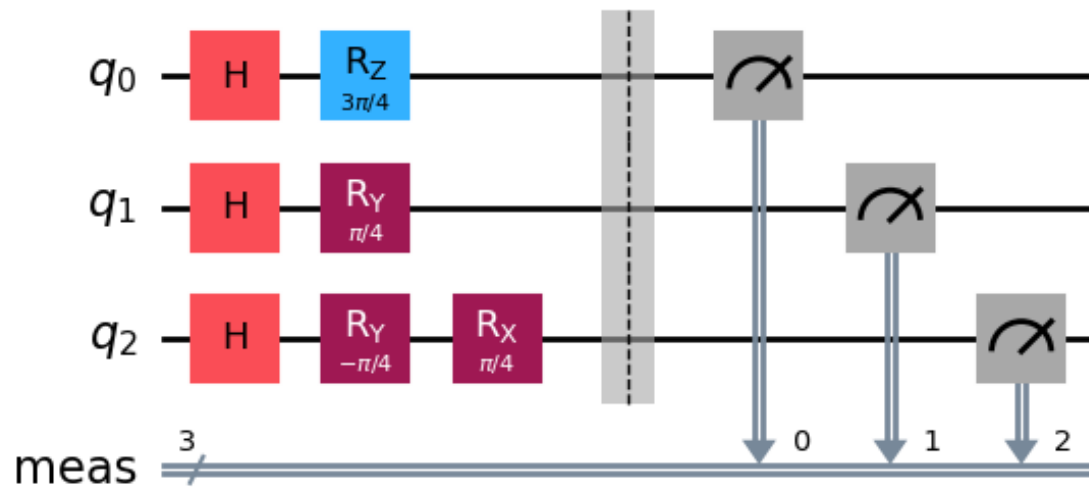 q0 H RZ 3π/4
q1 H RY π/4
q2 H RY −π/4 RX π/4
3 0 1 2
meas